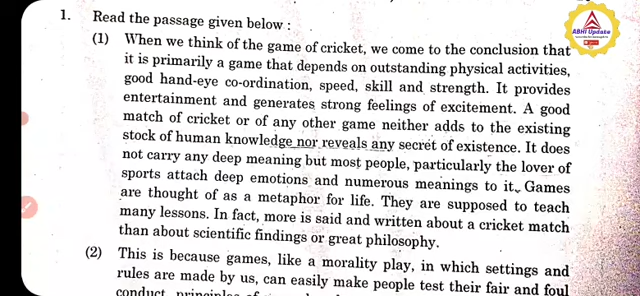 1. Read the passage given below :
(1) When we think of the game of cricket, we come to the conclusion that
it is primarily a game that depends on outstanding physical activities,
good hand-eye co-ordination, speed, skill and strength. It provides
entertainment and generates strong feelings of excitement. A good
match of cricket or of any other game neither adds to the existing
stock of human knowledge nor reveals any secret of existence. It does
not carry any deep meaning but most people, particularly the lover of
sports attach deep emotions and numerous meanings to it. Games
are thought of as a metaphor for life. They are supposed to teach
many lessons. In fact, more is said and written about a cricket match
than about scientific findings or great philosophy.
(2) This is because games, like a morality play, in which settings and
rules are made by us, can easily make people test their fair and foul
conduct, principles of
ABHI Update